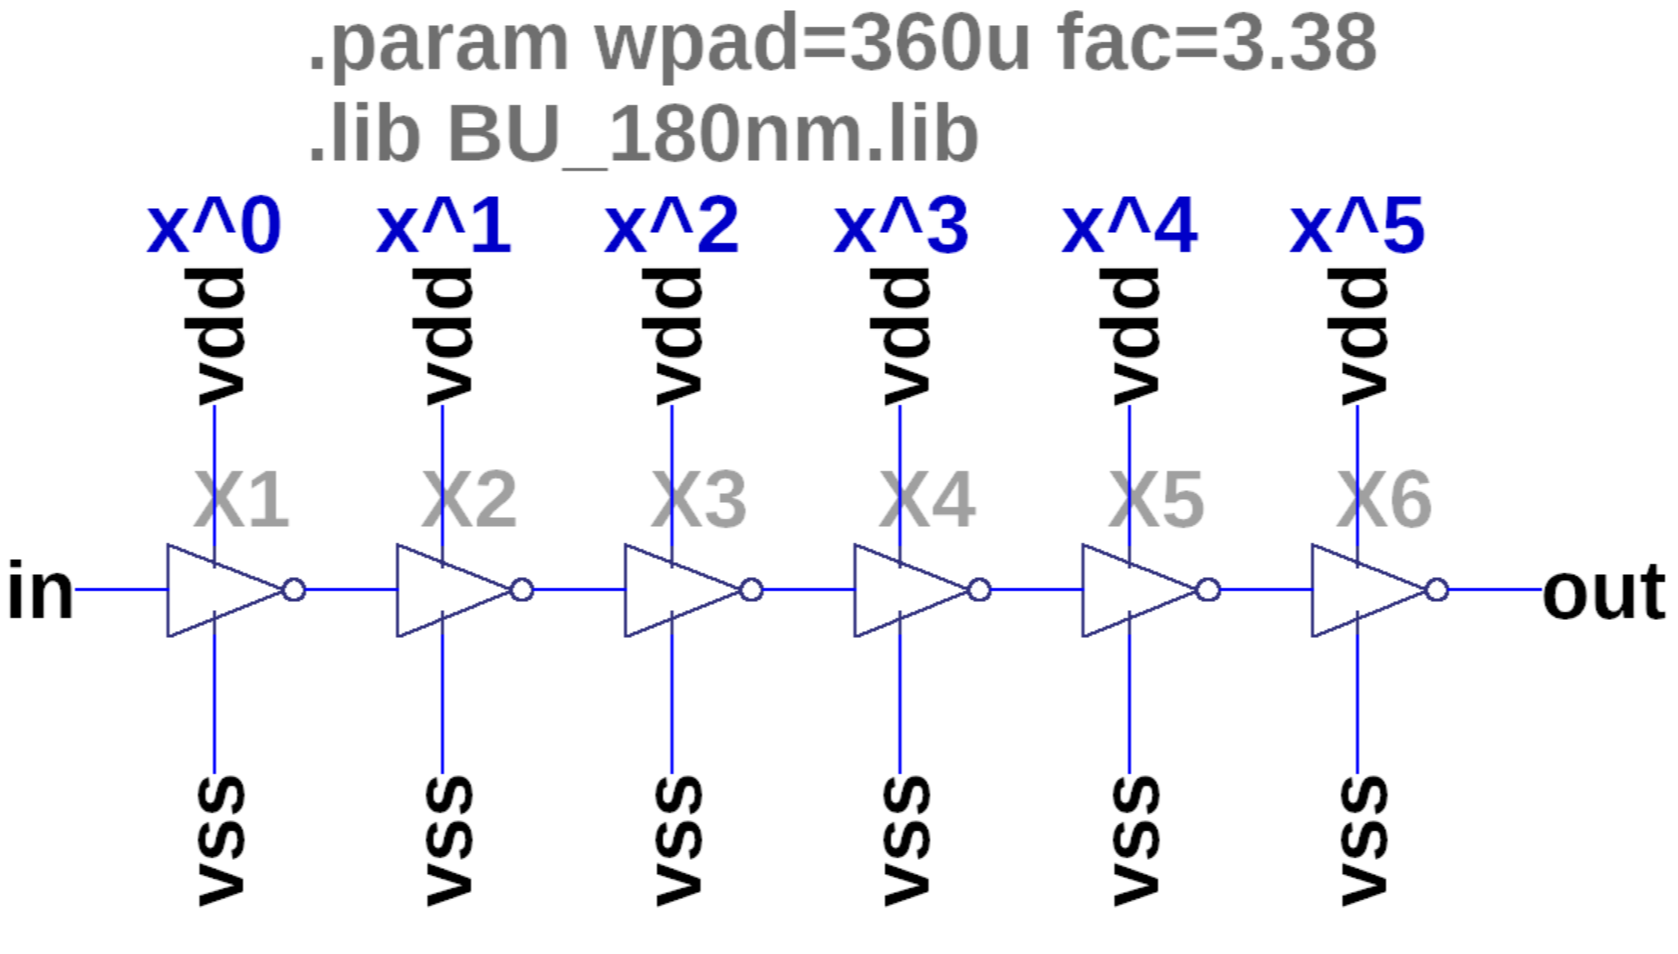 .param wpad=360u fac=3.38
.lib BU_180nm.lib
x^0 x^1 x^2 x^3 x^4 x^5
vdd vdd vdd vdd vdd vdd
X1 X2 X3 X4 X5 X6
in out
vss vss vss vss vss vss